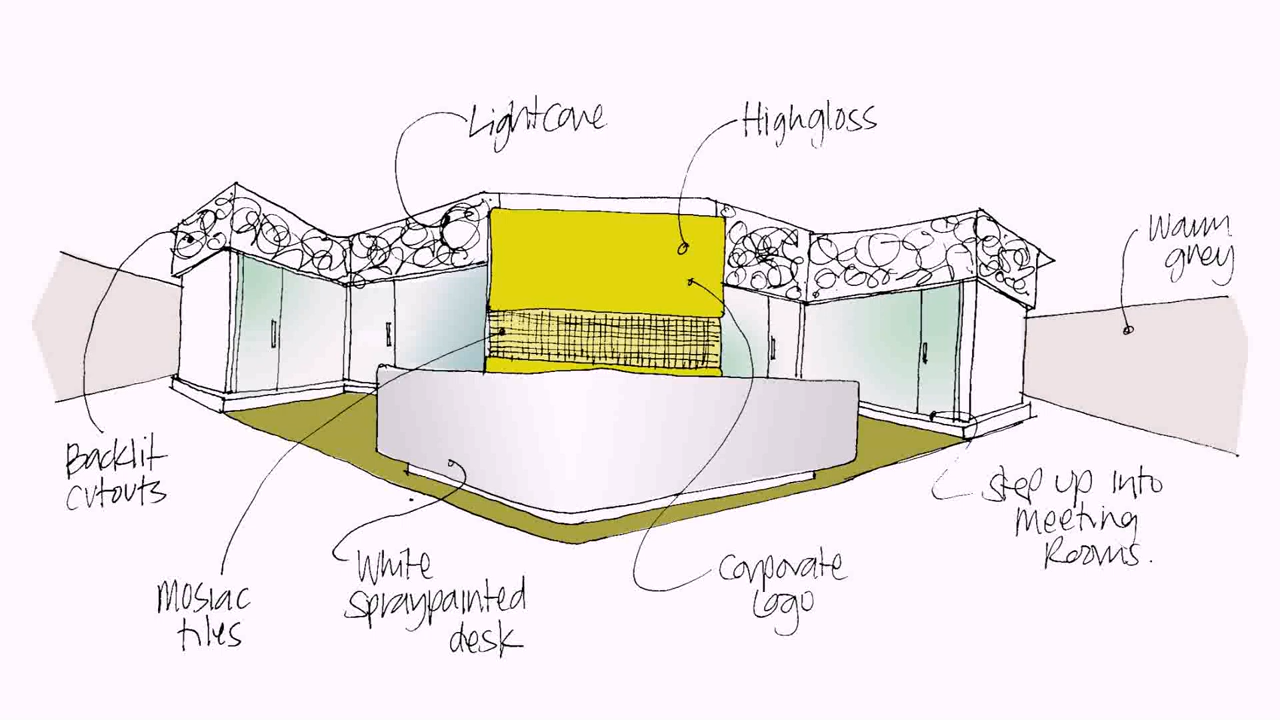 Lightcove
Highgloss
Warm
grey
Backlit
cutouts
Step up into
Meeting
Rooms.
White
spraypainted
desk
Corporate
Logo
Mosiac
tiles